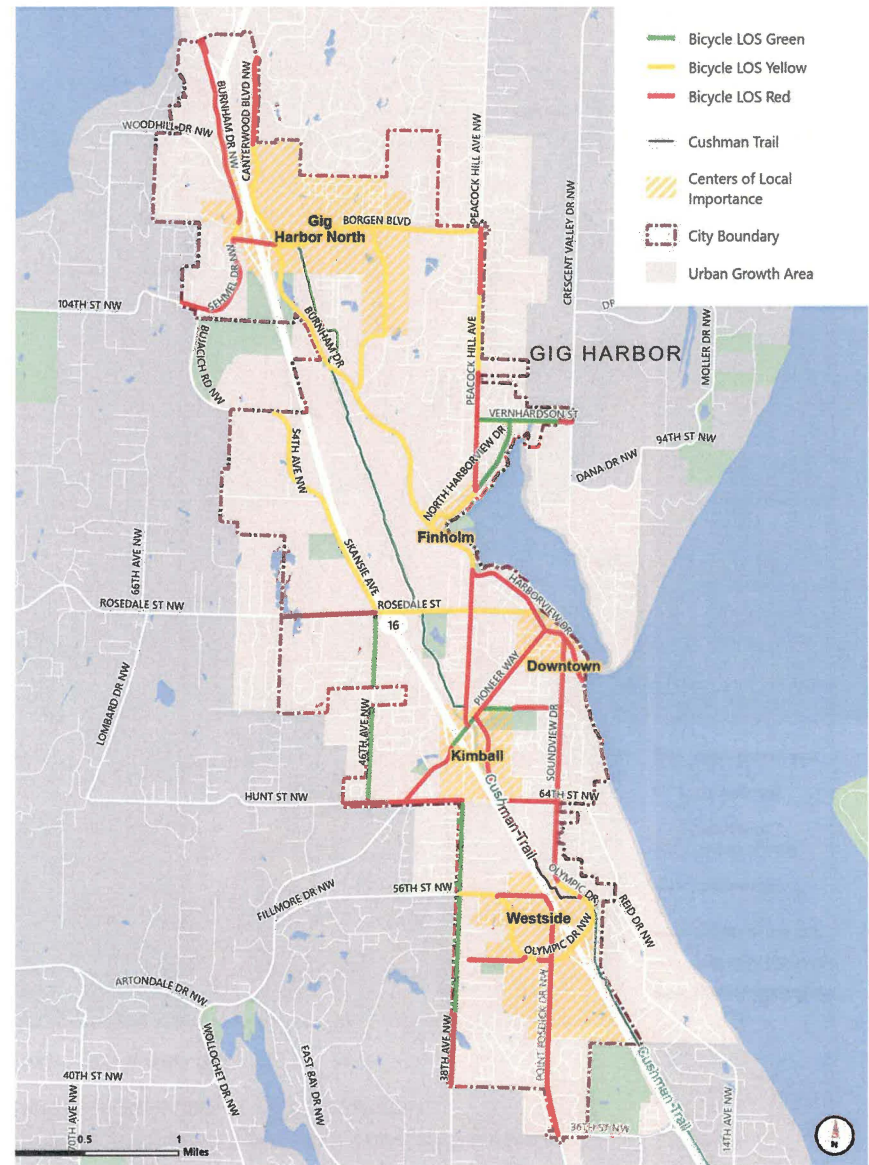 Bicycle LOS Green
Bicycle LOS Yellow
Bicycle LOS Red
Cushman Trail
Centers of Local
Importance
City Boundary
Urban Growth Area
BURNHAM DR NW
CANTERWOOD BLVD NW
WOODHILL DR NW
PEACOCK HILL AVE NW
CRESCENT VALLEY DR NW
Gig
Harbor North
BORGEN BLVD
SEHMEL DR NW
104TH ST NW
BURNHAM DR
BUJACICH RD NW
PEACOCK HILL AVE
GIG HARBOR
MOLLER DR NW
VERNHARDSON ST
94TH ST NW
DANA DR NW
NORTH HARBORVIEW DR
54TH AVE NW
Finholm
SKANSIE AVE
66TH AVE NW
HARBORVIEW DR
ROSEDALE ST NW
ROSEDALE ST
16
Downtown
PIONEER WAY
LOMBARD DR NW
46TH AVE NW
SOUNDVIEW DR
Kimball
HUNT ST NW
64TH ST NW
Cushman-Trail
OLYMPIC DR
56TH ST NW
FILLMORE DR NW
REID DR NW
Westside
OLYMPIC DR NW
ARTONDALE DR NW
POINT FOSDICK DR NW
WOLLOCHET DR NW
EAST BAY DR NW
38TH AVE NW
40TH ST NW
Cushman-Trail
70TH AVE NW
36TH ST NW
14TH AVE NW
0.5
1
Miles
N